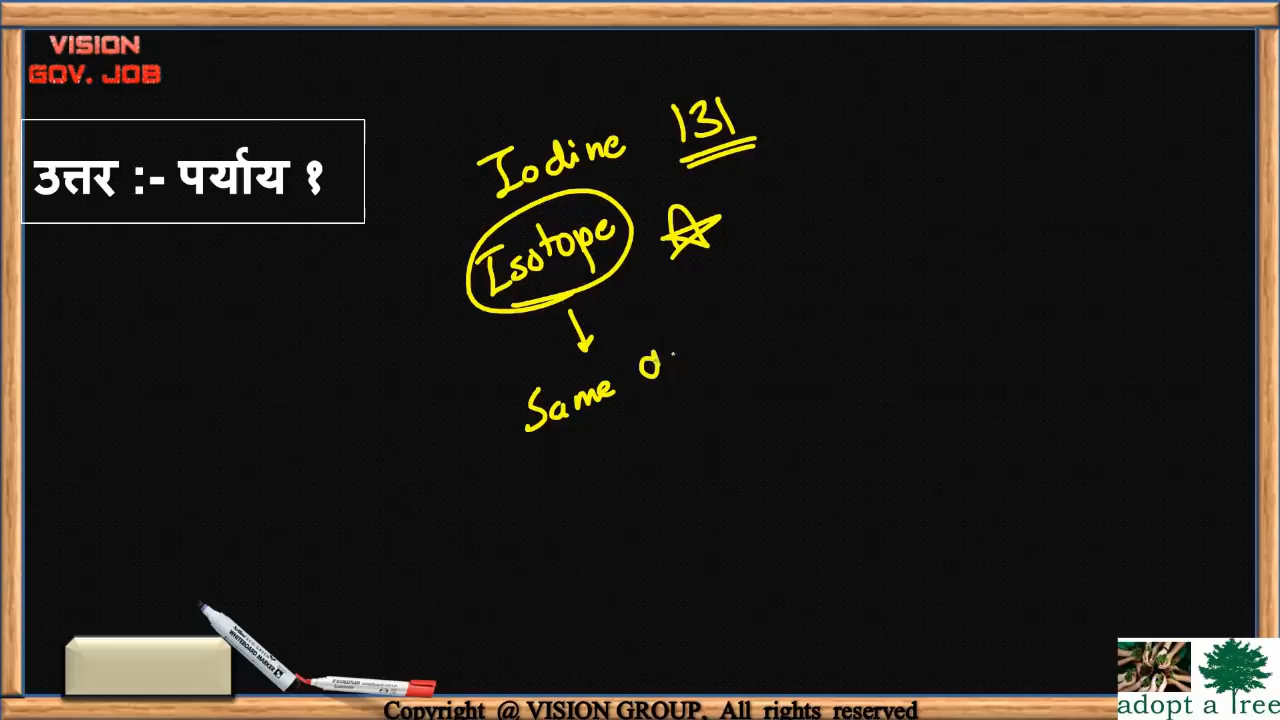 VISION
GOV. JOB
उत्तर :- पर्याय १
Iodine 131
Isotope
Same a
Copyright @ VISION GROUP. All rights reserved
adopt a Tree